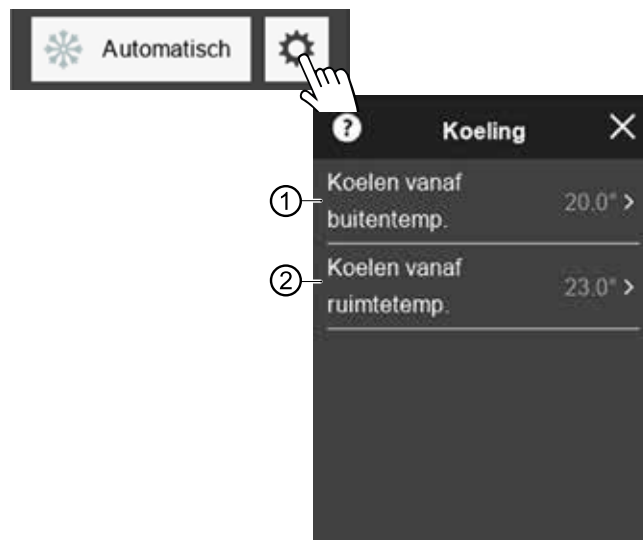 Automatisch
? Koeling
① Koelen vanaf
buitentemp. 20.0° >
② Koelen vanaf
ruimtetemp. 23.0° >